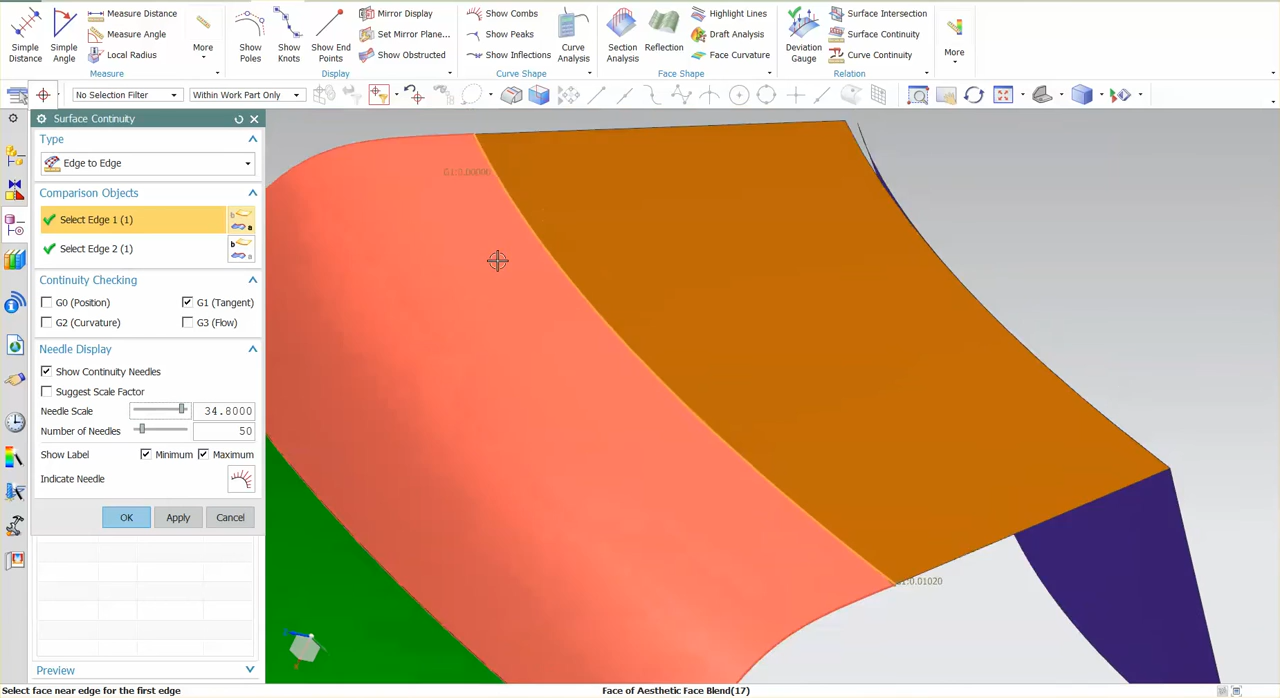 Simple Distance
Simple Angle
Measure Distance
Measure Angle
Local Radius
More
Measure
Show Poles
Show Knots
Show End Points
Mirror Display
Set Mirror Plane...
Show Obstructed
Display
Show Combs
Show Peaks
Show Inflections
Curve Analysis
Curve Shape
Section Analysis
Reflection
Highlight Lines
Draft Analysis
Face Curvature
Face Shape
Deviation Gauge
Surface Intersection
Surface Continuity
Curve Continuity
Relation
More
No Selection Filter
Within Work Part Only
Surface Continuity
Type
Edge to Edge
Comparison Objects
Select Edge 1 (1)
Select Edge 2 (1)
Continuity Checking
G0 (Position)
G1 (Tangent)
G2 (Curvature)
G3 (Flow)
Needle Display
Show Continuity Needles
Suggest Scale Factor
Needle Scale
34.8000
Number of Needles
50
Show Label
Minimum
Maximum
Indicate Needle
OK
Apply
Cancel
Preview
G1:0.01020
Select face near edge for the first edge
Face of Aesthetic Face Blend(17)